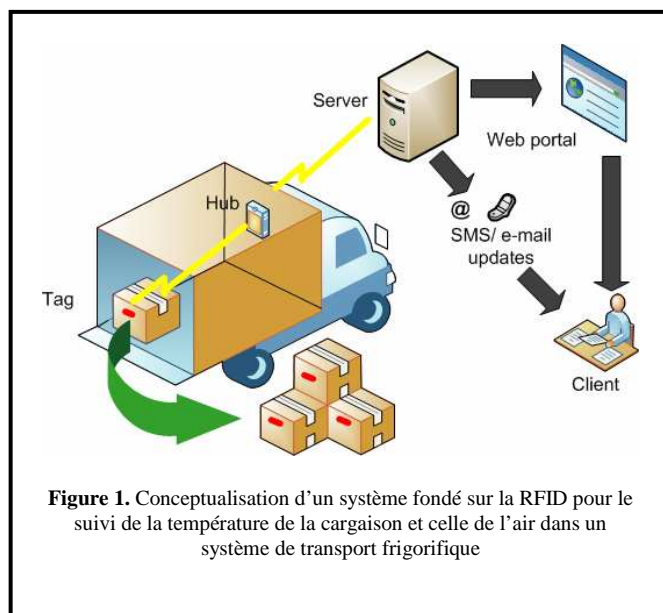 Server
Web portal
Hub
@
SMS/ e-mail
updates
Tag
Client
Figure 1. Conceptualisation d’un système fondé sur la RFID pour le
suivi de la température de la cargaison et celle de l’air dans un
système de transport frigorifique